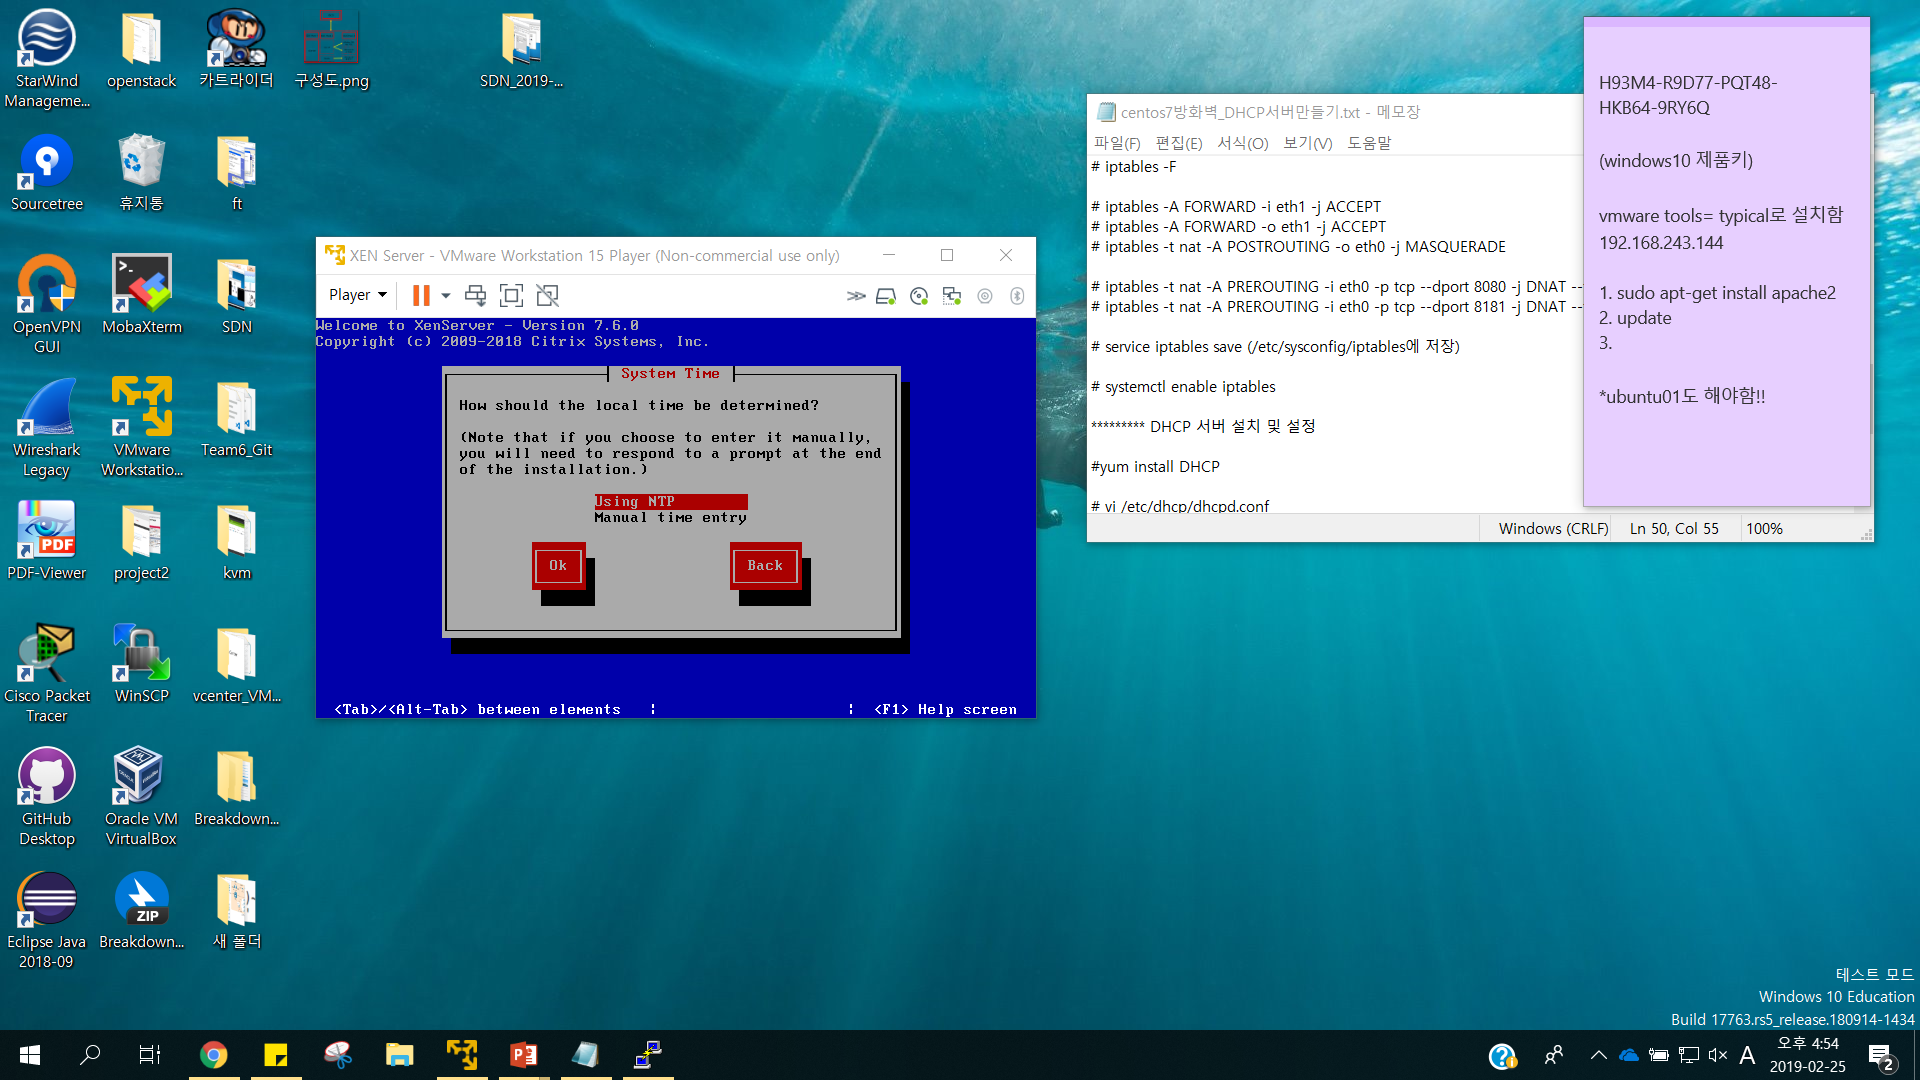 StarWind
Manageme...
openstack
카트라이더
구성도.png
SDN_2019-...
Sourcetree
휴지통
ft
OpenVPN
GUI
MobaXterm
SDN
Wireshark
Legacy
VMware
Workstatio...
Team6_Git
PDF-Viewer
project2
kvm
Cisco Packet
Tracer
WinSCP
vcenter_VM...
GitHub
Desktop
Oracle VM
VirtualBox
Breakdown...
Eclipse Java
2018-09
ZIP
Breakdown...
새 폴더
XEN Server - VMware Workstation 15 Player (Non-commercial use only)
Player
Welcome to XenServer - Version 7.6.0
Copyright (c) 2009-2018 Citrix Systems, Inc.
System Time
How should the local time be determined?
(Note that if you choose to enter it manually,
you will need to respond to a prompt at the end
of the installation.)
Using NTP
Manual time entry
Ok
Back
<Tab>/<Alt-Tab> between elements | | <F1> Help screen
centos7방화벽_DHCP서버만들기.txt - 메모장
파일(F) 편집(E) 서식(O) 보기(V) 도움말
# iptables -F
# iptables -A FORWARD -i eth1 -j ACCEPT
# iptables -A FORWARD -o eth1 -j ACCEPT
# iptables -t nat -A POSTROUTING -o eth0 -j MASQUERADE
# iptables -t nat -A PREROUTING -i eth0 -p tcp --dport 8080 -j DNAT --
# iptables -t nat -A PREROUTING -i eth0 -p tcp --dport 8181 -j DNAT --
# service iptables save (/etc/sysconfig/iptables에 저장)
# systemctl enable iptables
********* DHCP 서버 설치 및 설정
#yum install DHCP
# vi /etc/dhcp/dhcpd.conf
Windows (CRLF) Ln 50, Col 55 100%
H93M4-R9D77-PQT48-
HKB64-9RY6Q
(windows10 제품키)
vmware tools= typical로 설치함
192.168.243.144
1. sudo apt-get install apache2
2. update
3.
*ubuntu01도 해야함!!
테스트 모드
Windows 10 Education
Build 17763.rs5_release.180914-1434
A
오후 4:54
2019-02-25
2